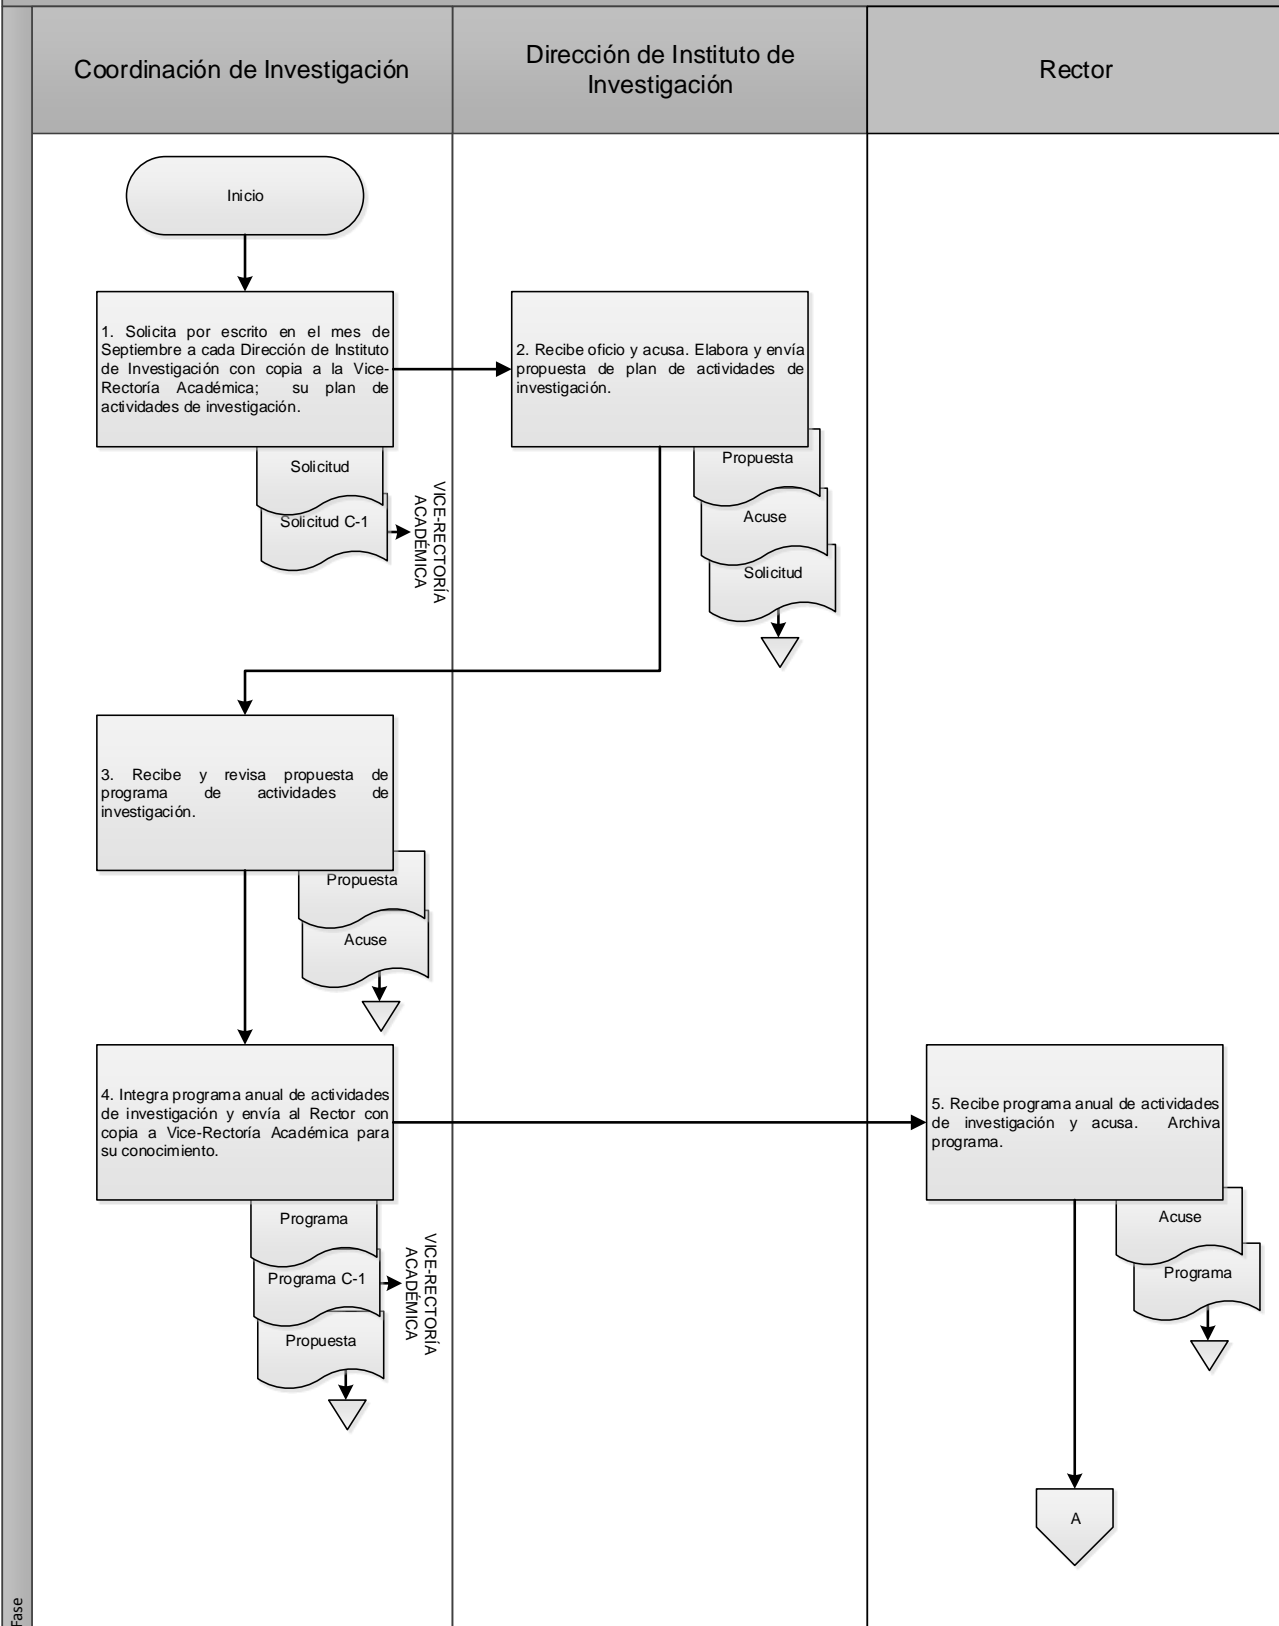 Coordinación de Investigación
Dirección de Instituto de
Investigación
Rector
Inicio
1. Solicita por escrito en el mes de
Septiembre a cada Dirección de Instituto
de Investigación con copia a la Vice-
Rectoría Académica; su plan de
actividades de investigación.
2. Recibe oficio y acusa. Elabora y envía
propuesta de plan de actividades de
investigación.
Solicitud
Solicitud C-1
VICE-RECTORÍA
ACADÉMICA
Propuesta
Acuse
Solicitud
3. Recibe y revisa propuesta de
programa de actividades de
investigación.
Propuesta
Acuse
4. Integra programa anual de actividades
de investigación y envía al Rector con
copia a Vice-Rectoría Académica para
su conocimiento.
5. Recibe programa anual de actividades
de investigación y acusa. Archiva
programa.
Programa
Programa C-1
VICE-RECTORÍA
ACADÉMICA
Propuesta
Acuse
Programa
A
Fase